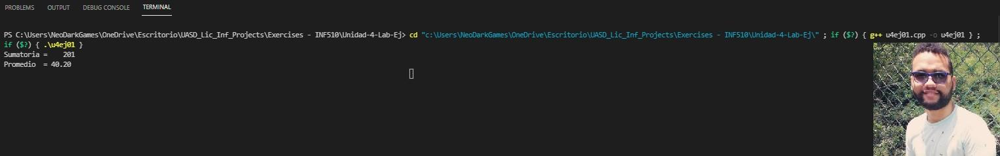 PROBLEMS OUTPUT DEBUG CONSOLE TERMINAL
PS C:\Users\NeoDarkGames\OneDrive\Escritorio\UASD_Lic_Inf_Projects\Exercises - INF510\Unidad-4-Lab-Ej> cd "c:\Users\NeoDarkGames\OneDrive\Escritorio\UASD_Lic_Inf_Projects\Exercises - INF510\Unidad-4-Lab-Ej\" ; if ($?) { g++ u4ej01.cpp -o u4ej01 } ;
if ($?) { .\u4ej01 }
Sumatoria =    201
Promedio  = 40.20